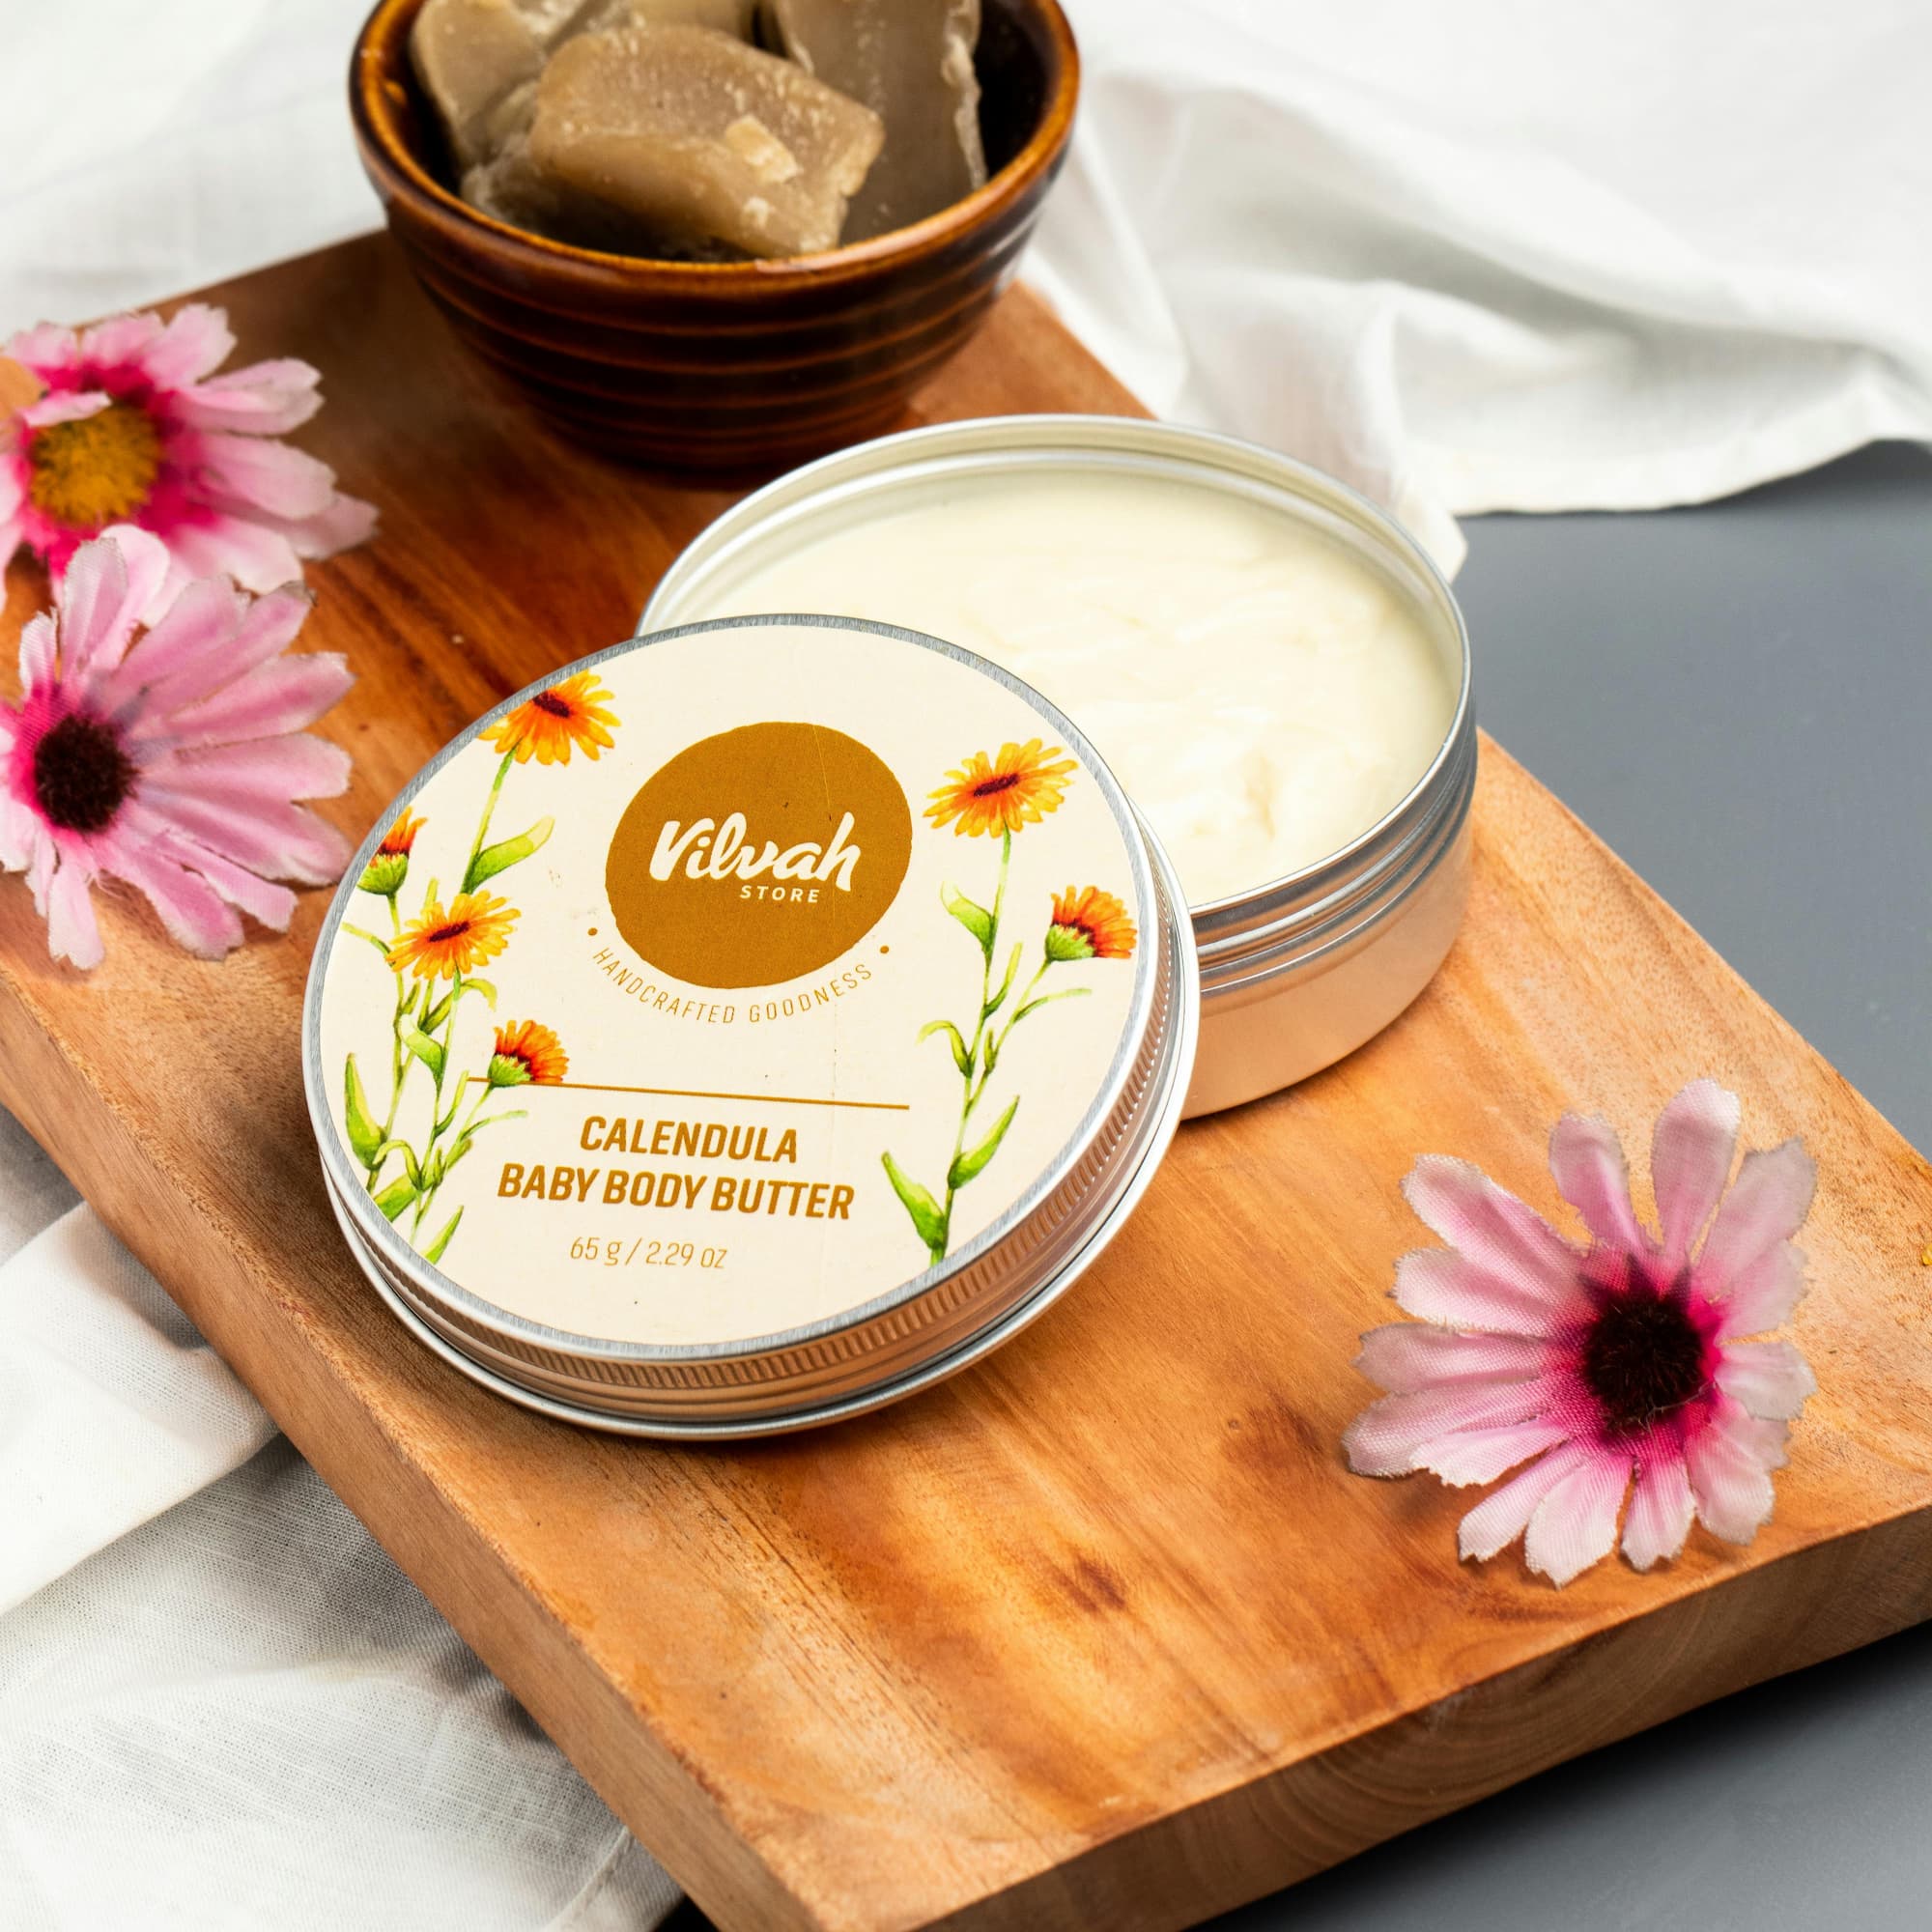 Vilvah
STORE
• HANDCRAFTED GOODNESS •
CALENDULA
BABY BODY BUTTER
65 g / 2.29 oz